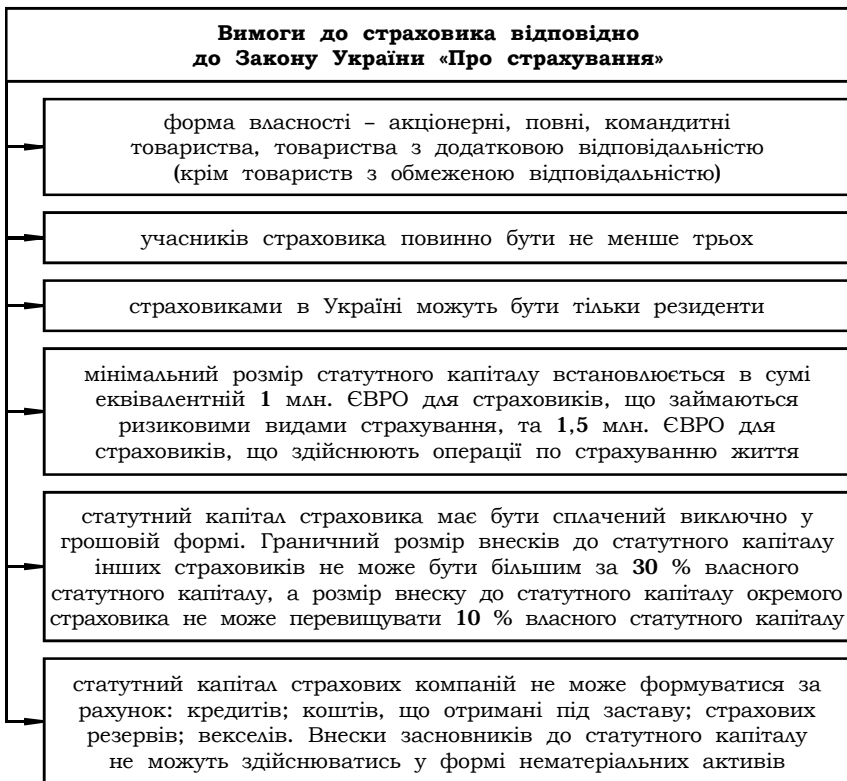 Вимоги до страховика відповідно
до Закону України «Про страхування»
форма власності – акціонерні, повні, командитні
товариства, товариства з додатковою відповідальністю
(крім товариств з обмеженою відповідальністю)
учасників страховика повинно бути не менше трьох
страховиками в Україні можуть бути тільки резиденти
мінімальний розмір статутного капіталу встановлюється в сумі
еквівалентній 1 млн. ЄВРО для страховиків, що займаються
ризиковими видами страхування, та 1,5 млн. ЄВРО для
страховиків, що здійснюють операції по страхуванню життя
статутний капітал страховика має бути сплачений виключно у
грошовій формі. Граничний розмір внесків до статутного капіталу
інших страховиків не може бути більшим за 30 % власного
статутного капіталу, а розмір внеску до статутного капіталу окремого
страховика не може перевищувати 10 % власного статутного капіталу
статутний капітал страхових компаній не може формуватися за
рахунок: кредитів; коштів, що отримані під заставу; страхових
резервів; векселів. Внески засновників до статутного капіталу
не можуть здійснюватись у формі нематеріальних активів